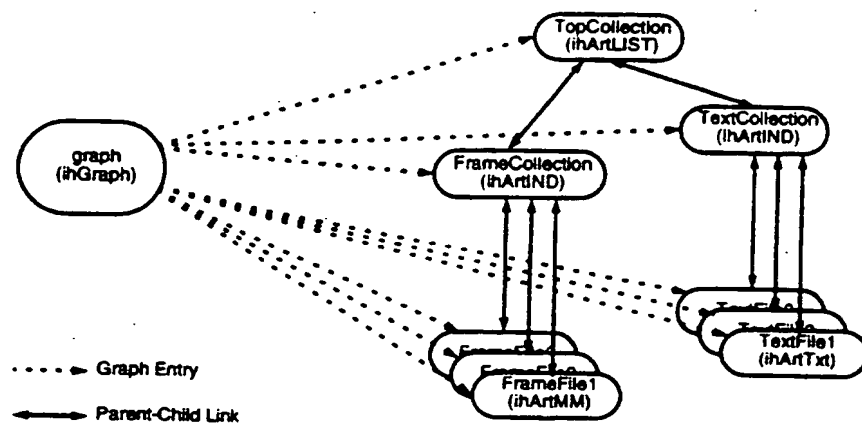 TopCollection
(ihArtLIST)
TextCollection
(ihArtIND)
graph
(ihGraph)
FrameCollection
(ihArtIND)
TextFile1
(ihArtTxt)
FrameFile1
(ihArtMM)
Graph Entry
Parent-Child Link